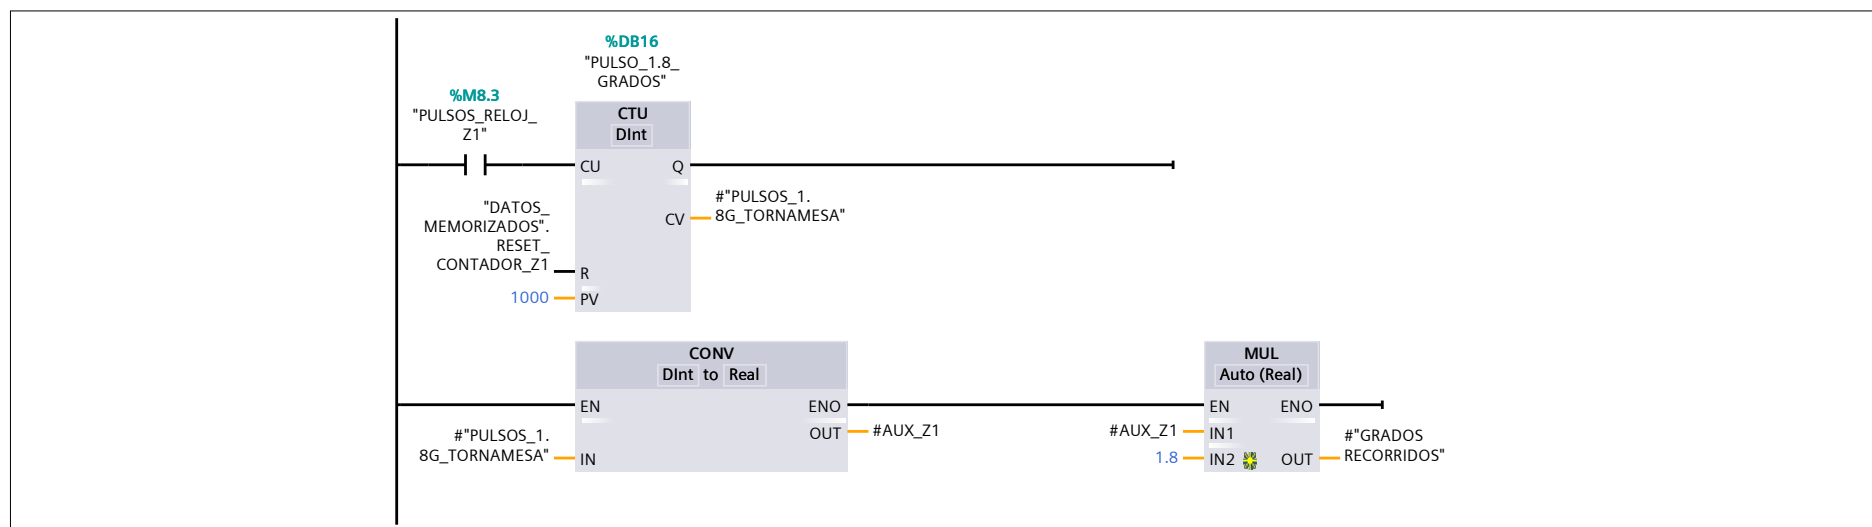 %DB16
"PULSO_1.8_
GRADOS"
%M8.3
"PULSOS_RELOJ_
Z1"
CTU
DInt
CU
Q
"DATOS_
MEMORIZADOS".
RESET_
CONTADOR_Z1
R
1000
PV
CV
#"PULSOS_1.
8G_TORNAMESA"
CONV
DInt to Real
EN
ENO
#"PULSOS_1.
8G_TORNAMESA"
IN
OUT
#AUX_Z1
MUL
Auto (Real)
EN
ENO
#AUX_Z1
IN1
1.8
IN2
OUT
#"GRADOS
RECORRIDOS"